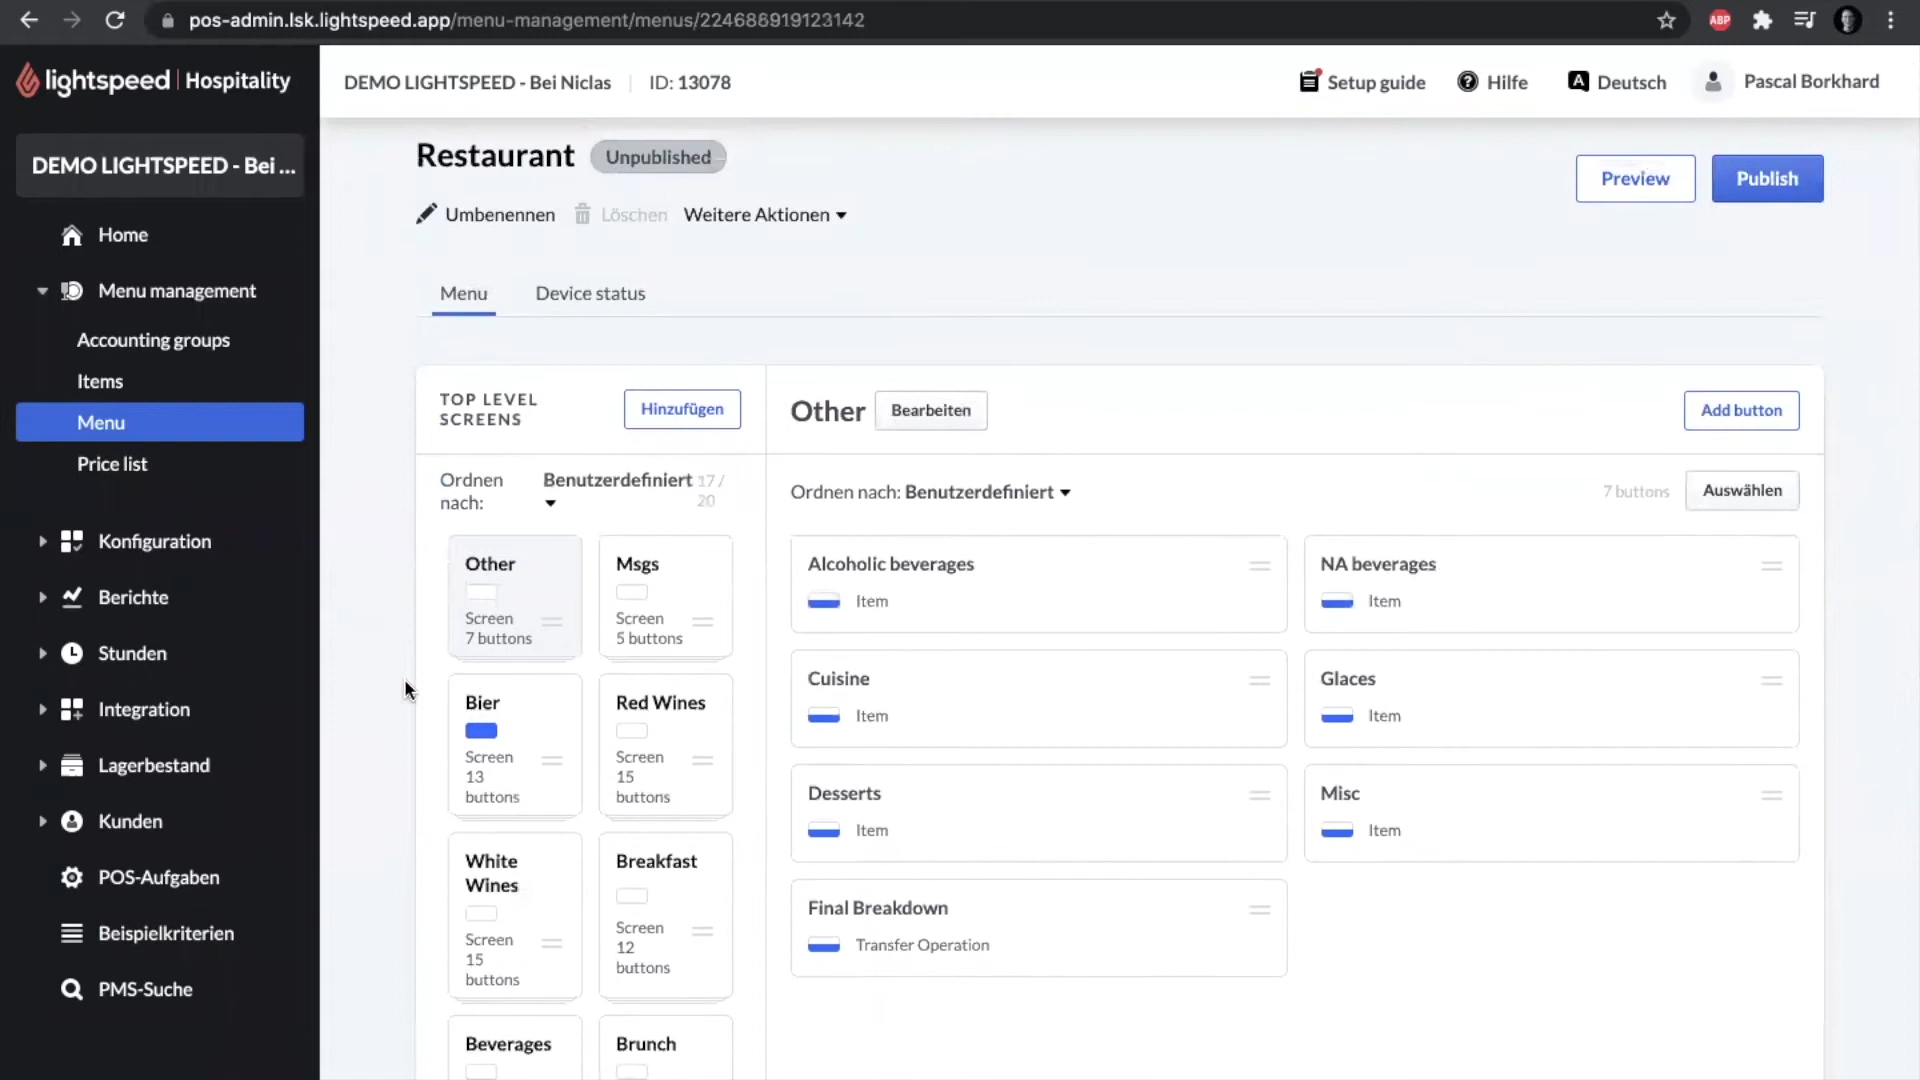 pos-admin.lsk.lightspeed.app/menu-management/menus/224688919123142
ABP
lightspeed | Hospitality
DEMO LIGHTSPEED - Bei Niclas
ID: 13078
Setup guide
Hilfe
A Deutsch
Pascal Borkhard
DEMO LIGHTSPEED - Bei ...
Home
Menu management
Accounting groups
Items
Menu
Price list
Konfiguration
Berichte
Stunden
Integration
Lagerbestand
Kunden
POS-Aufgaben
Beispielkriterien
PMS-Suche
Restaurant
Unpublished
Preview
Publish
Umbenennen
Löschen
Weitere Aktionen
Menu
Device status
TOP LEVEL
SCREENS
Hinzufügen
Ordnen
nach:
Benutzerdefiniert
17 /
20
Other
Screen
7 buttons
Msgs
Screen
5 buttons
Bier
Screen
13
buttons
Red Wines
Screen
15
buttons
White
Wines
Screen
15
buttons
Breakfast
Screen
12
buttons
Beverages
Brunch
Other
Bearbeiten
Add button
Ordnen nach: Benutzerdefiniert
7 buttons
Auswählen
Alcoholic beverages
Item
NA beverages
Item
Cuisine
Item
Glaces
Item
Desserts
Item
Misc
Item
Final Breakdown
Transfer Operation